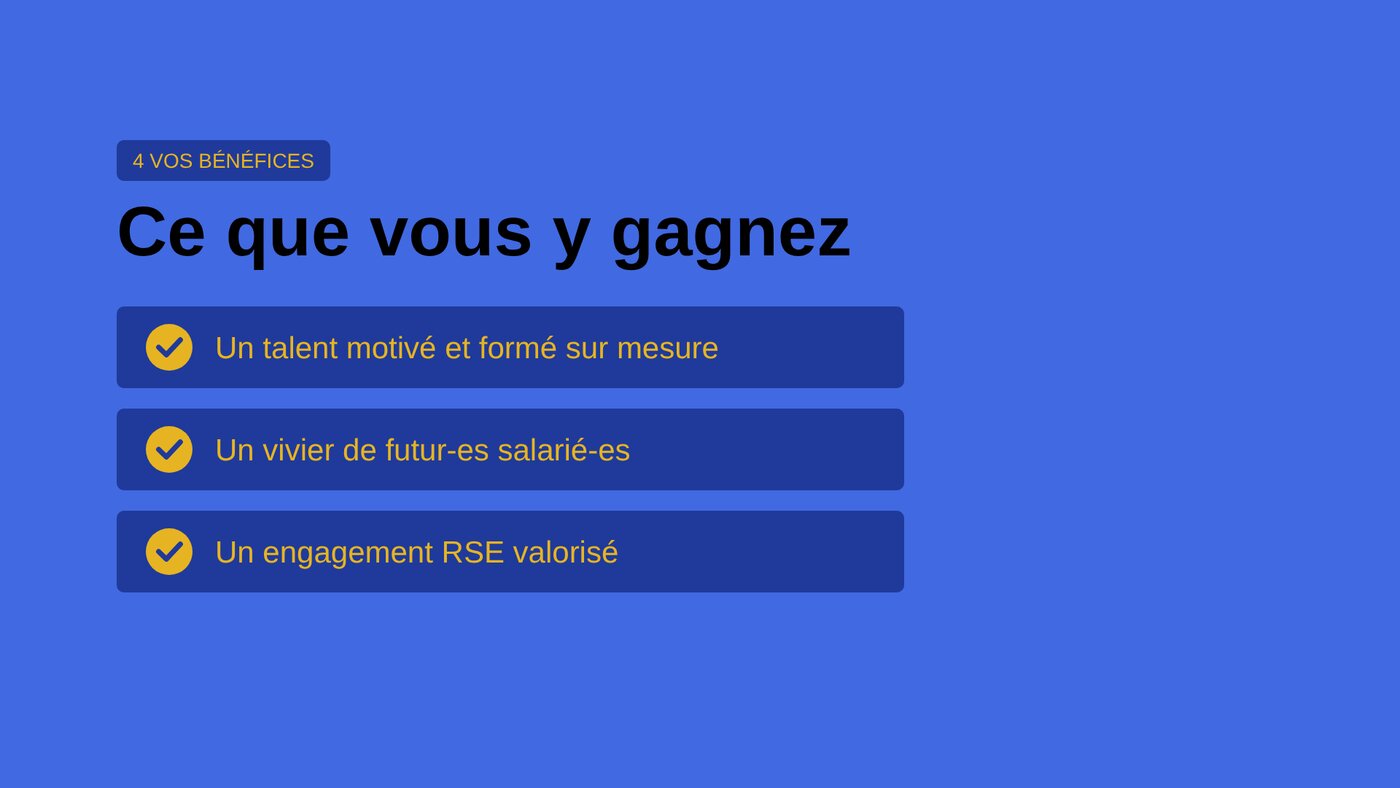 4 VOS BÉNÉFICES
Ce que vous y gagnez
Un talent motivé et formé sur mesure
Un vivier de futur-es salarié-es
Un engagement RSE valorisé